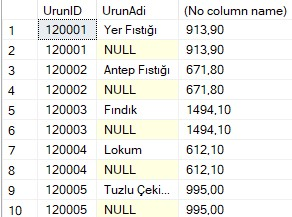 UrunID UrunAdi (No column name)
1 120001 Yer Fıstığı 913,90
2 120001 NULL 913,90
3 120002 Antep Fıstığı 671,80
4 120002 NULL 671,80
5 120003 Fındık 1494,10
6 120003 NULL 1494,10
7 120004 Lokum 612,10
8 120004 NULL 612,10
9 120005 Tuzlu Çeki... 995,00
10 120005 NULL 995,00